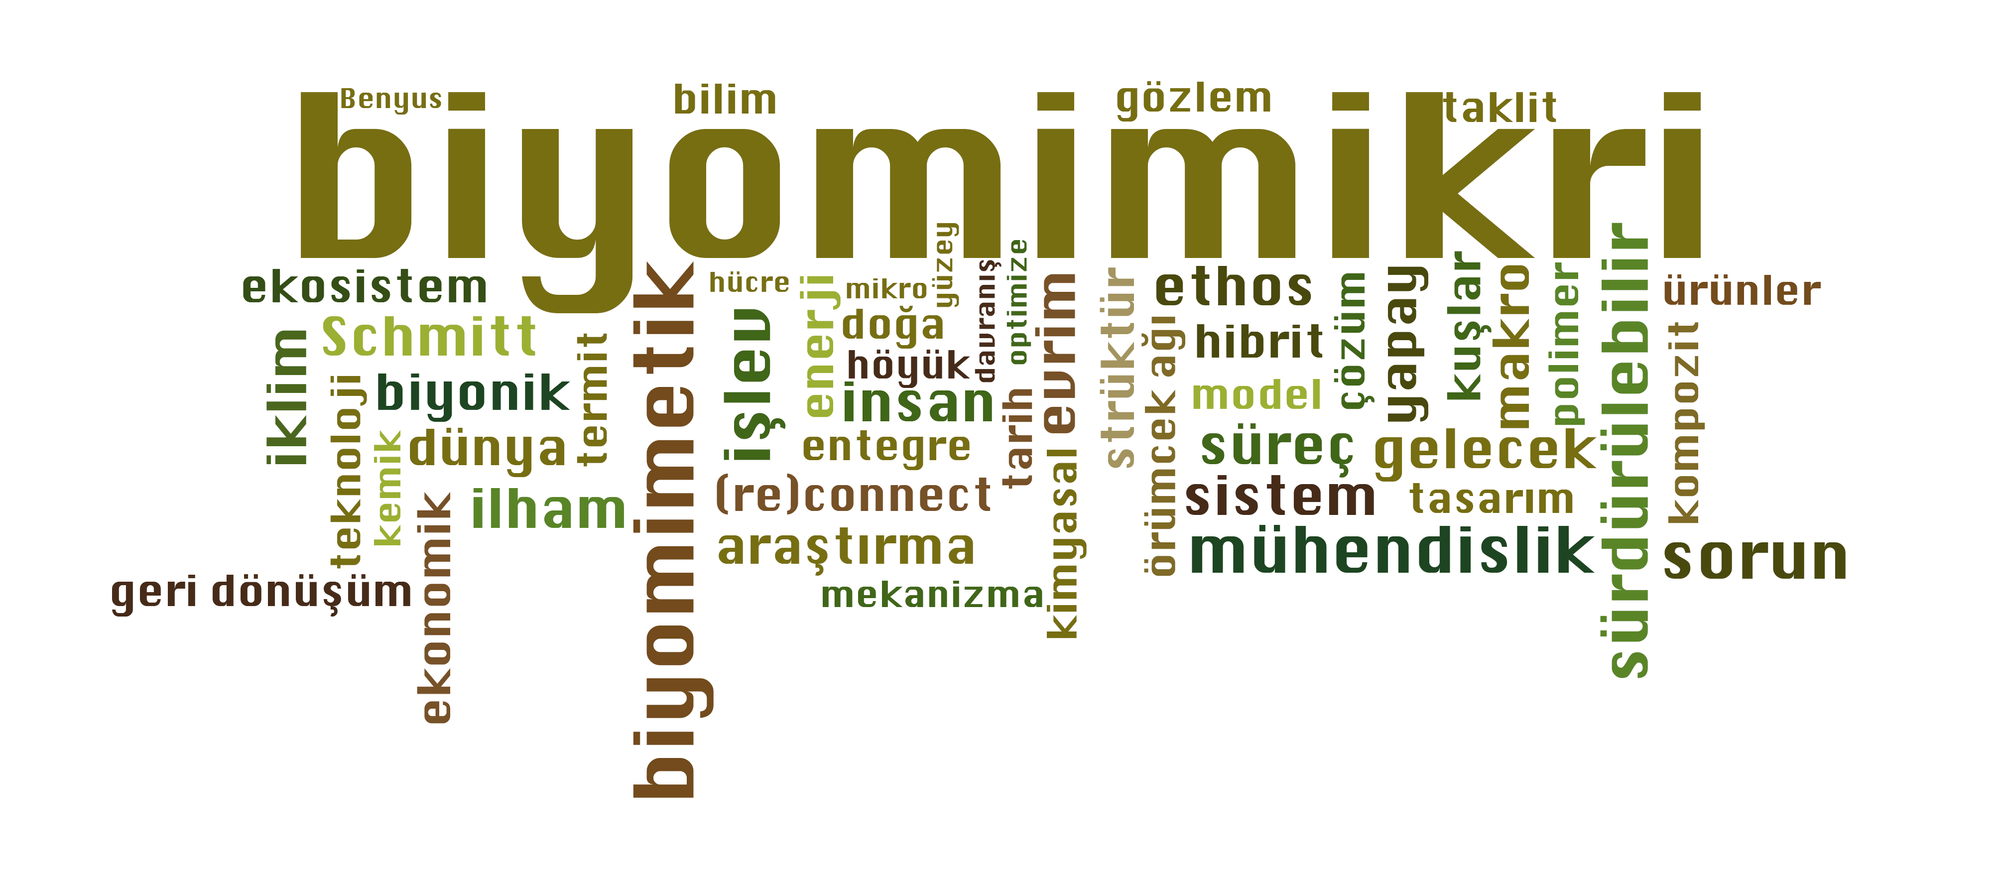 Benyus
bilim
gözlem
taklit
biyomimikri
ekosistem
hücre
mikro
yüzey
davranış
optimize
ethos
ürünler
Schmitt
iklim
termit
biyomimetik
işlev
enerji
doğa
höyük
insan
evrim
strüktür
örümcek ağı
hibrit
çözüm
yapay
kuşlar
makro
polimer
sürdürülebilir
kompozit
teknoloji
biyonik
kemik
dünya
entegre
tarih
model
süreç
gelecek
ekonomik
ilham
(re)connect
kimyasal
sistem
tasarım
araştırma
mühendislik
sorun
geri dönüşüm
mekanizma